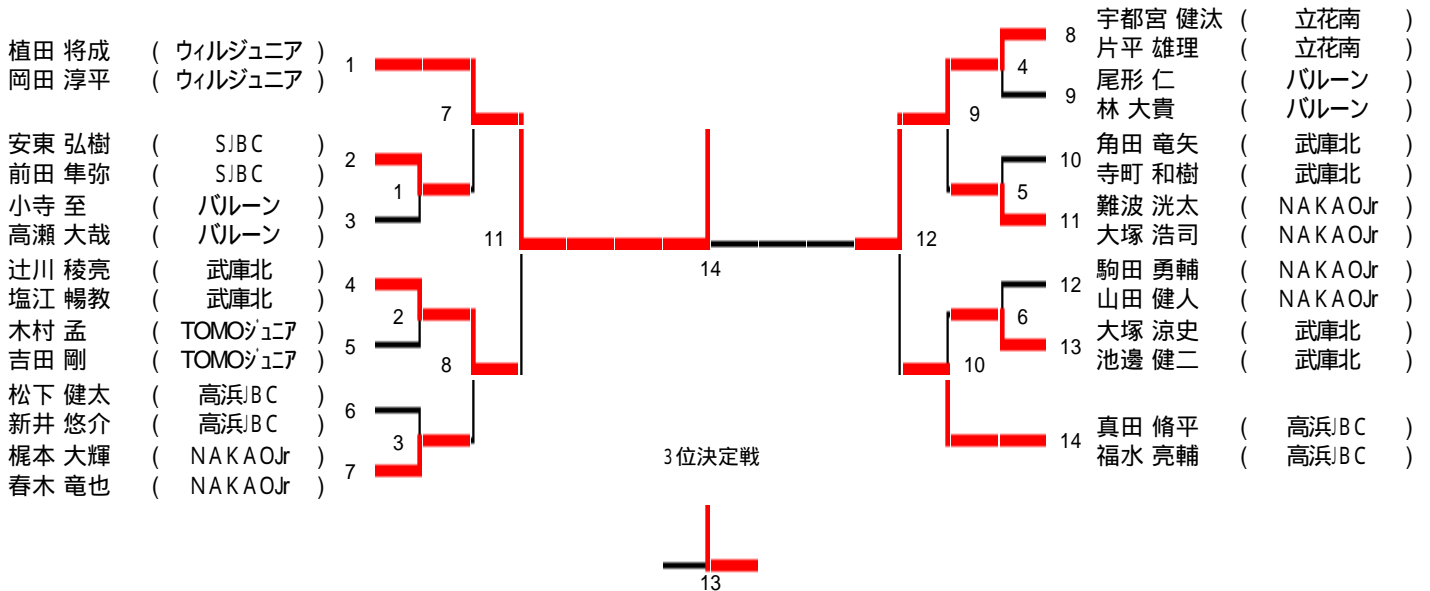 植田 将成 ( ウィルジュニア ) 1
岡田 淳平 ( ウィルジュニア )
7
安東 弘樹 ( SJBC ) 2
前田 隼弥 ( SJBC )
1
小寺 至 ( バルーン ) 3
高瀬 大哉 ( バルーン )
11
辻川 稜亮 ( 武庫北 ) 4
塩江 暢教 ( 武庫北 )
2
木村 孟 ( TOMOジュニア ) 5
吉田 剛 ( TOMOジュニア )
8
松下 健太 ( 高浜JBC ) 6
新井 悠介 ( 高浜JBC )
3
梶本 大輝 ( NAKAOJr ) 7
春木 竜也 ( NAKAOJr )
14
3位決定戦
13
8 宇都宮 健汰 ( 立花南 )
片平 雄理 ( 立花南 )
4
9 尾形 仁 ( バルーン )
林 大貴 ( バルーン )
9
10 角田 竜矢 ( 武庫北 )
寺町 和樹 ( 武庫北 )
5
11 難波 洸太 ( NAKAOJr )
大塚 浩司 ( NAKAOJr )
12
12 駒田 勇輔 ( NAKAOJr )
山田 健人 ( NAKAOJr )
6
13 大塚 涼史 ( 武庫北 )
池邊 健二 ( 武庫北 )
10
14 真田 脩平 ( 高浜JBC )
福水 亮輔 ( 高浜JBC )